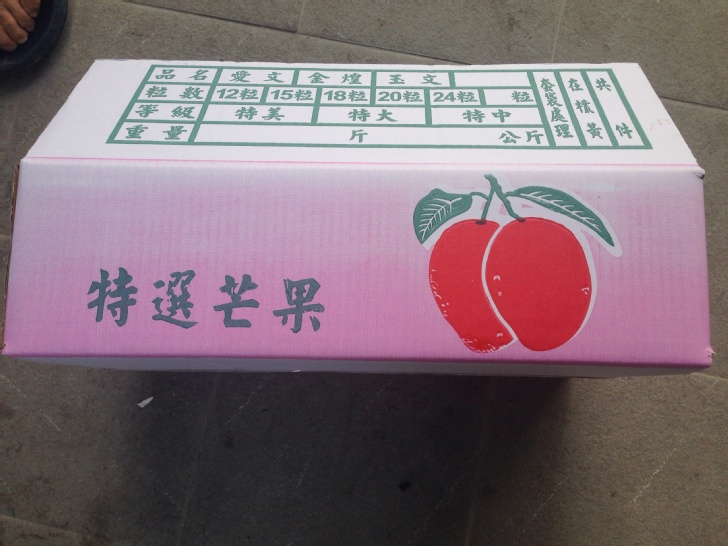 品名 愛文 金煌 玉文
粒數 12粒 15粒 18粒 20粒 24粒 粒
等級 特美 特大 特中
重量 斤 公斤
套袋處理
在欉黃
共 件
特選芒果